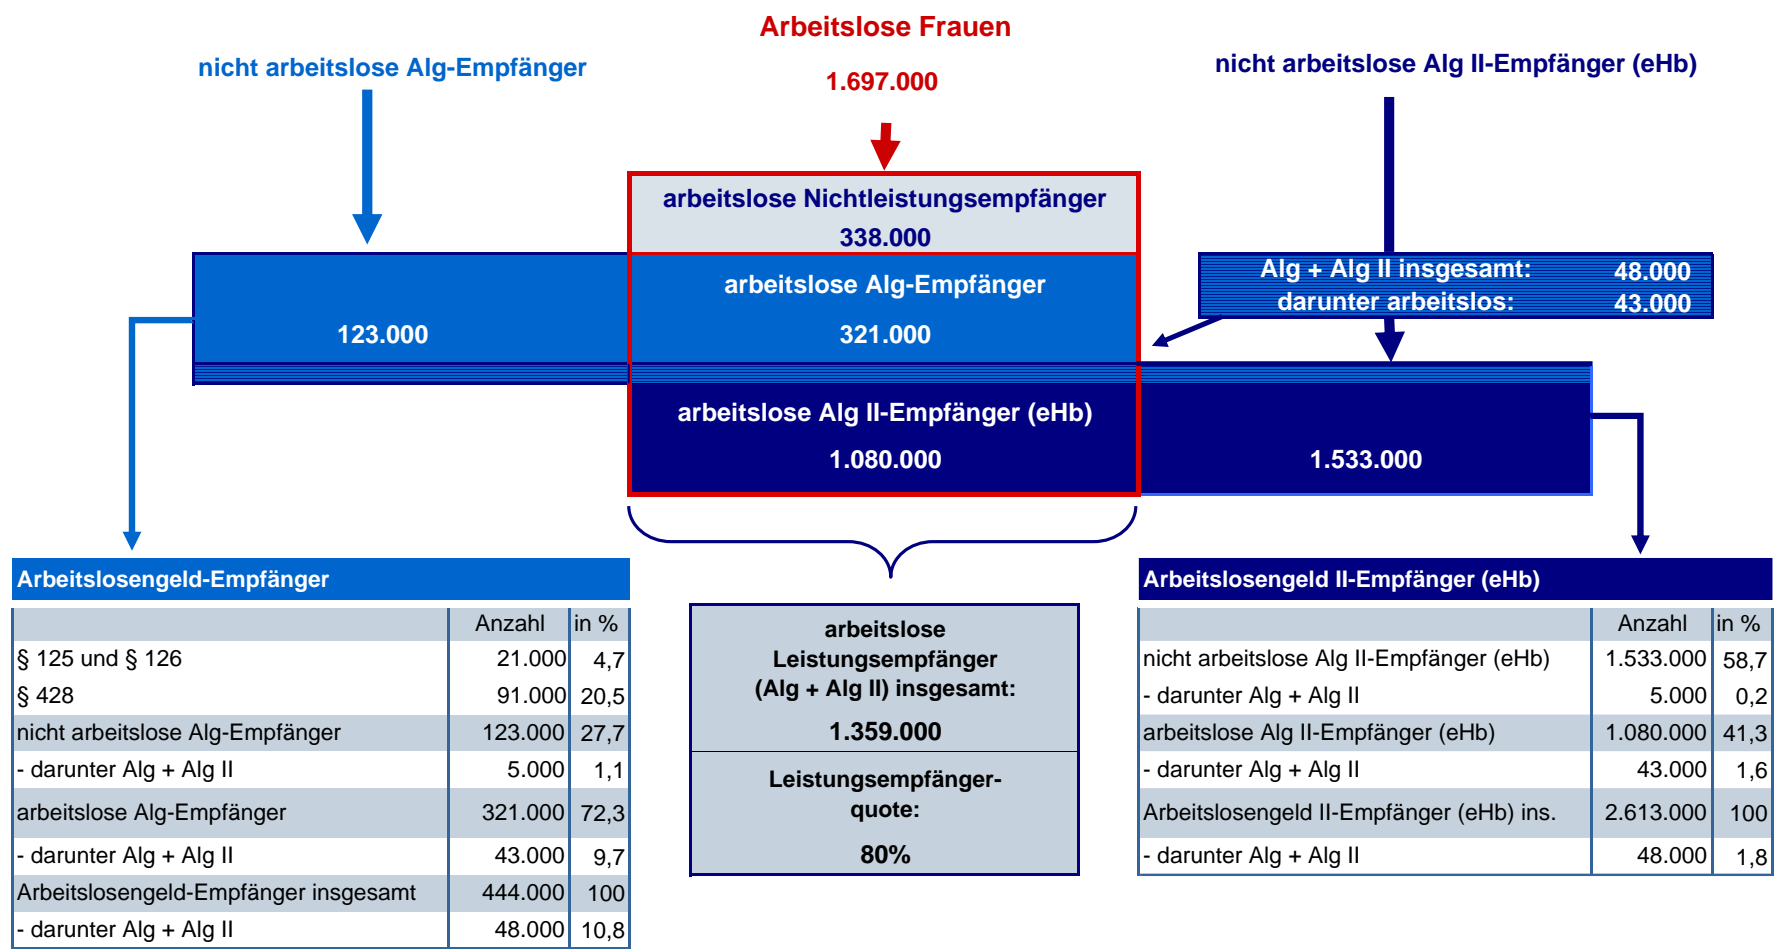 Arbeitslose Frauen
1.697.000
nicht arbeitslose Alg-Empfänger
nicht arbeitslose Alg II-Empfänger (eHb)
arbeitslose Nichtleistungsempfänger
338.000
arbeitslose Alg-Empfänger
123.000
321.000
Alg + Alg II insgesamt: 48.000
darunter arbeitslos: 43.000
arbeitslose Alg II-Empfänger (eHb)
1.080.000
1.533.000
Arbeitslosengeld-Empfänger
Anzahl in %
§ 125 und § 126 21.000 4,7
§ 428 91.000 20,5
nicht arbeitslose Alg-Empfänger 123.000 27,7
- darunter Alg + Alg II 5.000 1,1
arbeitslose Alg-Empfänger 321.000 72,3
- darunter Alg + Alg II 43.000 9,7
Arbeitslosengeld-Empfänger insgesamt 444.000 100
- darunter Alg + Alg II 48.000 10,8
arbeitslose
Leistungsempfänger
(Alg + Alg II) insgesamt:
1.359.000
Leistungsempfänger-
quote:
80%
Arbeitslosengeld II-Empfänger (eHb)
Anzahl in %
nicht arbeitslose Alg II-Empfänger (eHb) 1.533.000 58,7
- darunter Alg + Alg II 5.000 0,2
arbeitslose Alg II-Empfänger (eHb) 1.080.000 41,3
- darunter Alg + Alg II 43.000 1,6
Arbeitslosengeld II-Empfänger (eHb) ins. 2.613.000 100
- darunter Alg + Alg II 48.000 1,8